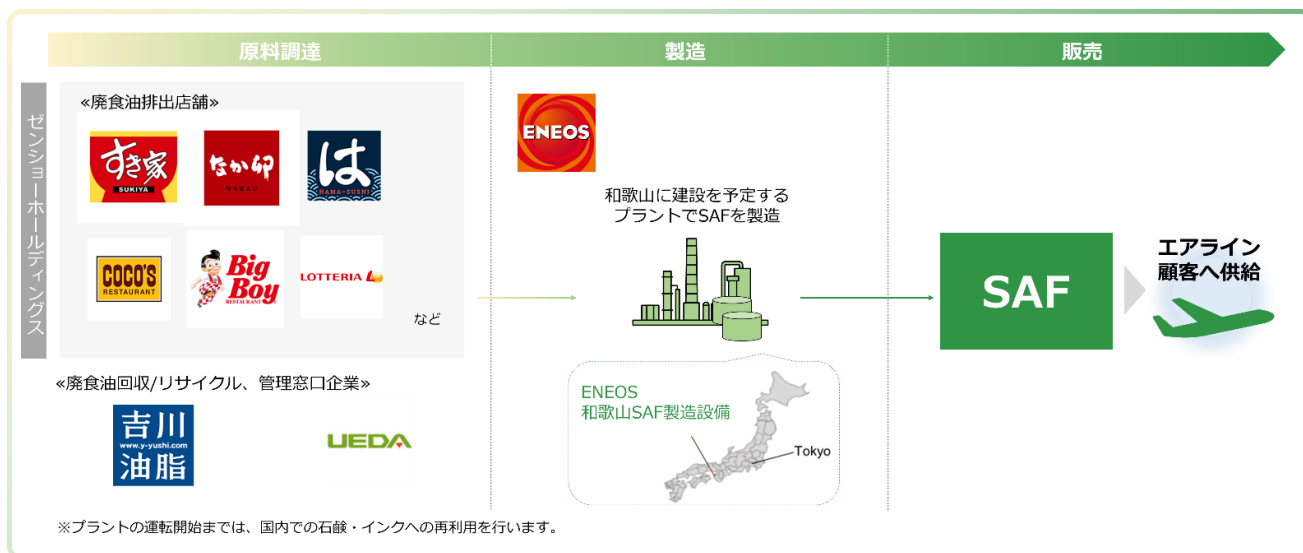 原料調達
製造
販売
ゼンショーホールディングス
≪廃食油排出店舗≫
すき家
SUKIYA
なか卯
NAKAU
は
HAMA-SUSHI
COCO'S
RESTAURANT
Big
Boy
RESTAURANT
LOTTERIA
など
≪廃食油回収/リサイクル、管理窓口企業≫
吉川
www.y-yushi.com
油脂
UEDA
ENEOS
和歌山に建設を予定する
プラントでSAFを製造
ENEOS
和歌山SAF製造設備
Tokyo
SAF
エアライン
顧客へ供給
※プラントの運転開始までは、国内での石鹸・インクへの再利用を行います。